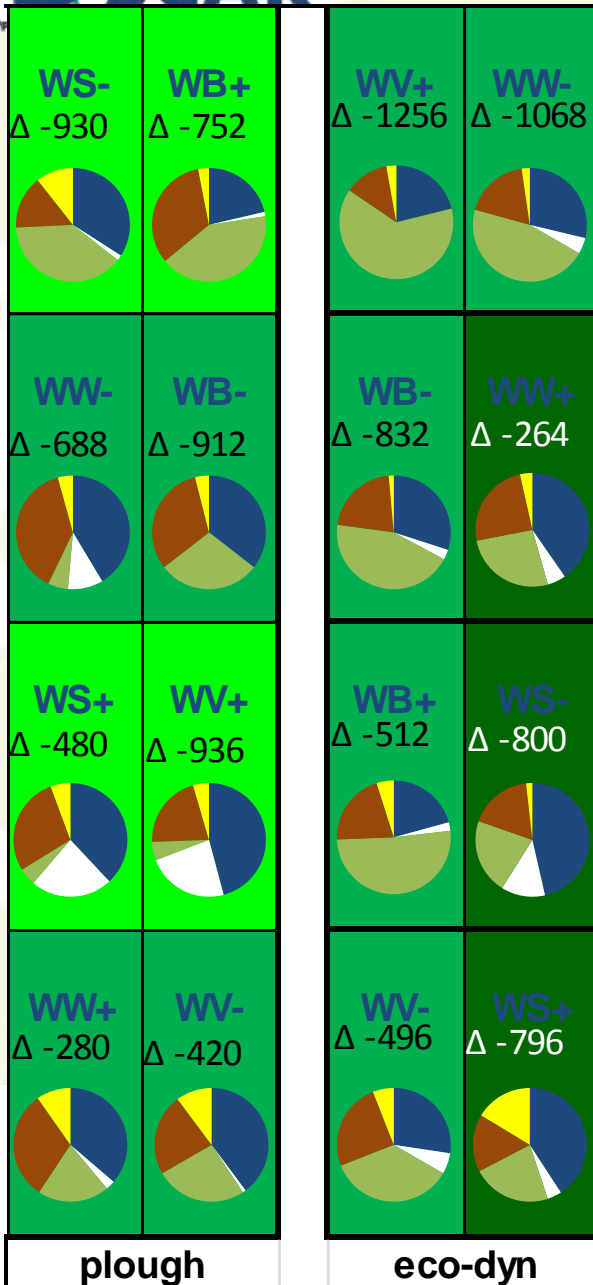 WS- WB+ WV+ WW-
Δ -930 Δ -752 Δ -1256 Δ -1068
WW- WB- WB- WW+
Δ -688 Δ -912 Δ -832 Δ -264
WS+ WV+ WB+ WS-
Δ -480 Δ -936 Δ -512 Δ -800
WW+ WV- WV- WS+
Δ -280 Δ -420 Δ -496 Δ -796
plough eco-dyn